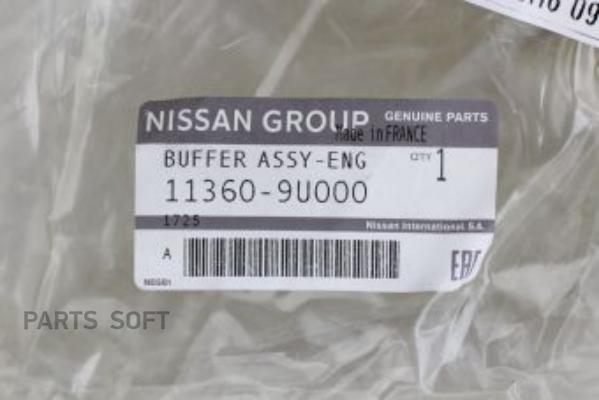 NISSAN GROUP GENUINE PARTS
Made in FRANCE
BUFFER ASSY-ENG QTY 1
11360-9U000
1725
Nissan International. S.A.
A
EAC
PARTS SOFT